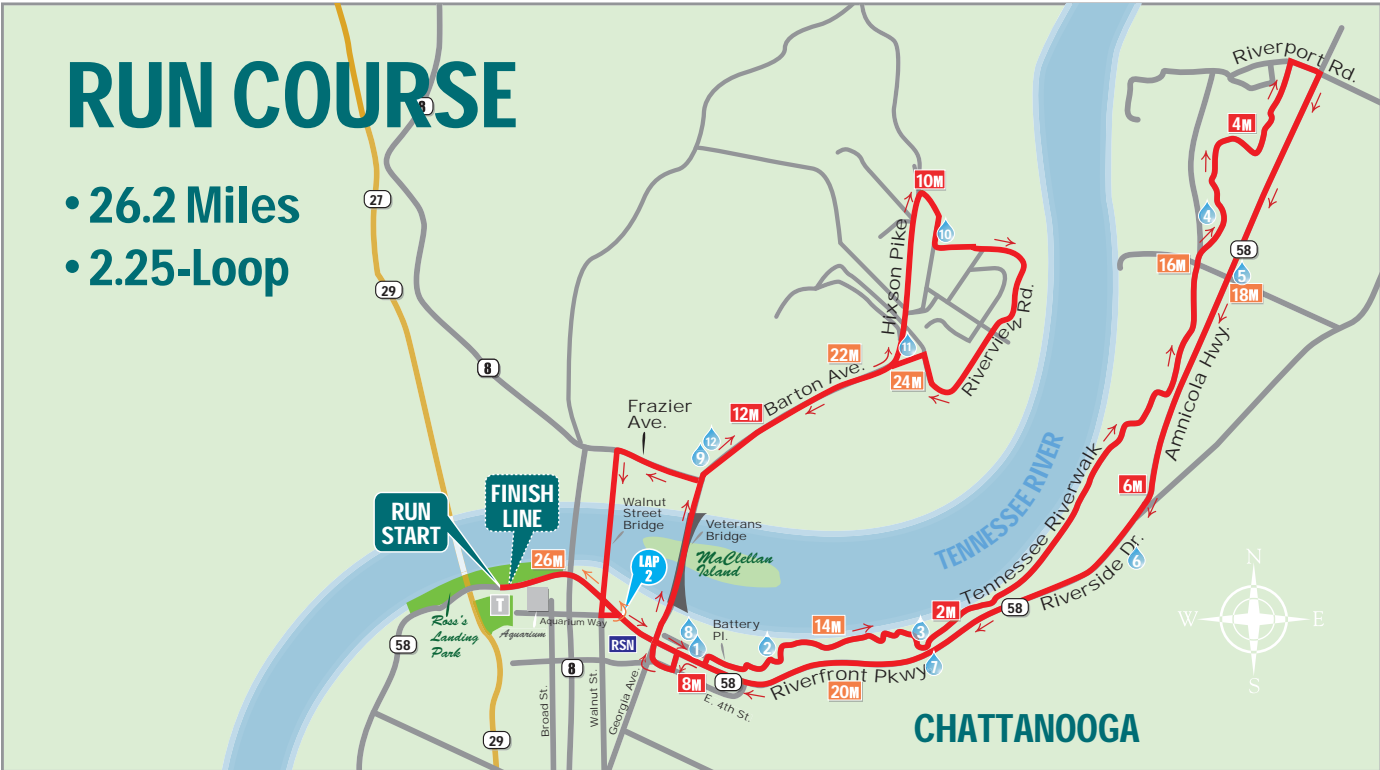 RUN COURSE
• 26.2 Miles
• 2.25-Loop
8
27
29
8
Riverport Rd.
4M
4
58
16M
5
18M
Amnicola Hwy.
10M
10
Hixson Pike
Riverview Rd.
11
22M
24M
Barton Ave.
12M
12
9
Frazier
Ave.
6M
6
Tennessee Riverwalk
TENNESSEE RIVER
Riverside Dr.
58
2M
3
7
RUN
START
FINISH
LINE
26M
Walnut
Street
Bridge
Veterans
Bridge
MaClellan
Island
LAP
2
T
Aquarium
Aquarium Way
Ross's
Landing
Park
58
RSN
8
1
Battery
Pl.
2
14M
8
8M
58
E. 4th St.
Riverfront Pkwy
20M
Broad St.
Walnut St.
Georgia Ave.
29
N
W
E
S
CHATTANOOGA